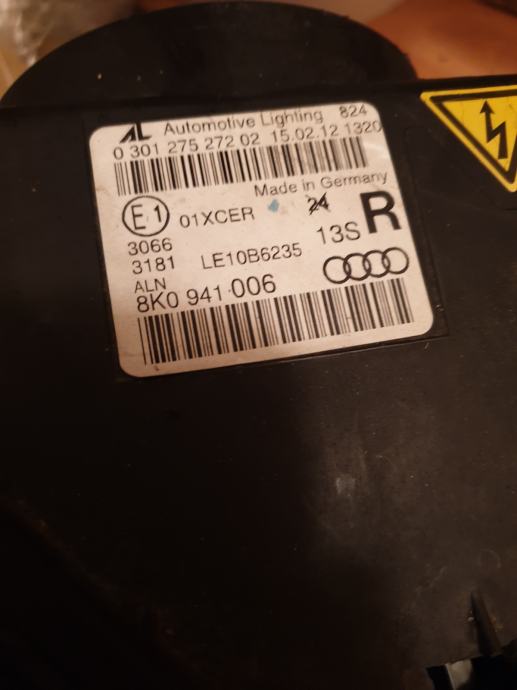 AL Automotive Lighting 824
0 301 275 272 02 15.02.12 1320
Made in Germany
E1 01XCER 24 R
3066
3181 LE10B6235 13S
ALN
8K0 941 006